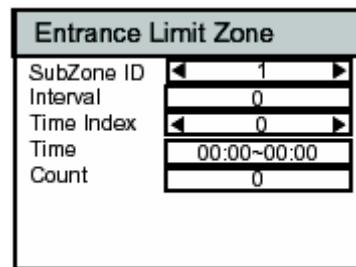 Entrance Limit Zone
SubZone ID 1
Interval 0
Time Index 0
Time 00:00~00:00
Count 0